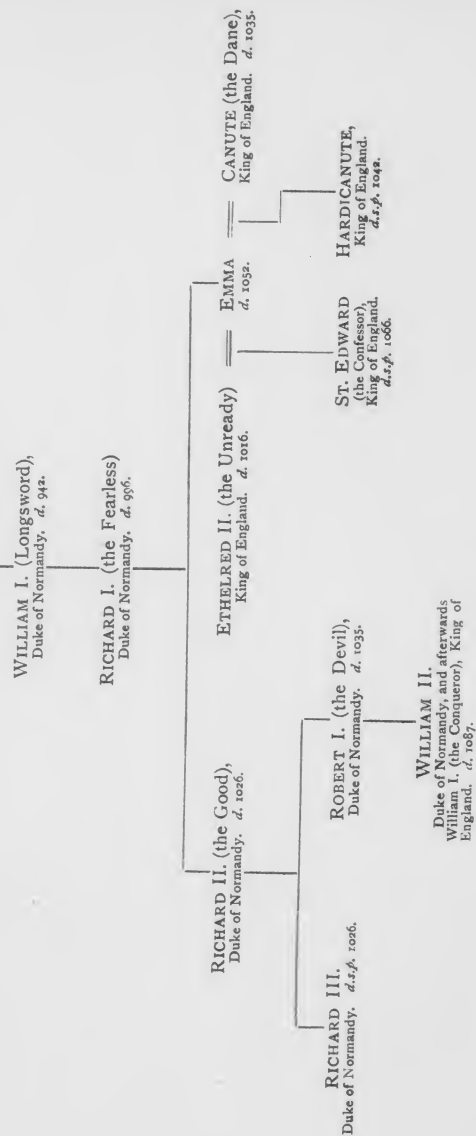 WILLIAM I. (Longsword),
Duke of Normandy. d. 942.
RICHARD I. (the Fearless)
Duke of Normandy. d. 996.
RICHARD II. (the Good),
Duke of Normandy. d. 1026.
ETHELRED II. (the Unready)
King of England. d. 1016.
EMMA
d. 1052.
CANUTE (the Dane),
King of England. d. 1035.
RICHARD III.
Duke of Normandy. d.s.p. 1026.
ROBERT I. (the Devil),
Duke of Normandy. d. 1035.
ST. EDWARD
(the Confessor),
King of England.
d.s.p. 1066.
HARDICANUTE,
King of England.
d.s.p. 1042.
WILLIAM II.
Duke of Normandy, and afterwards
William I. (the Conqueror), King of
England. d. 1087.